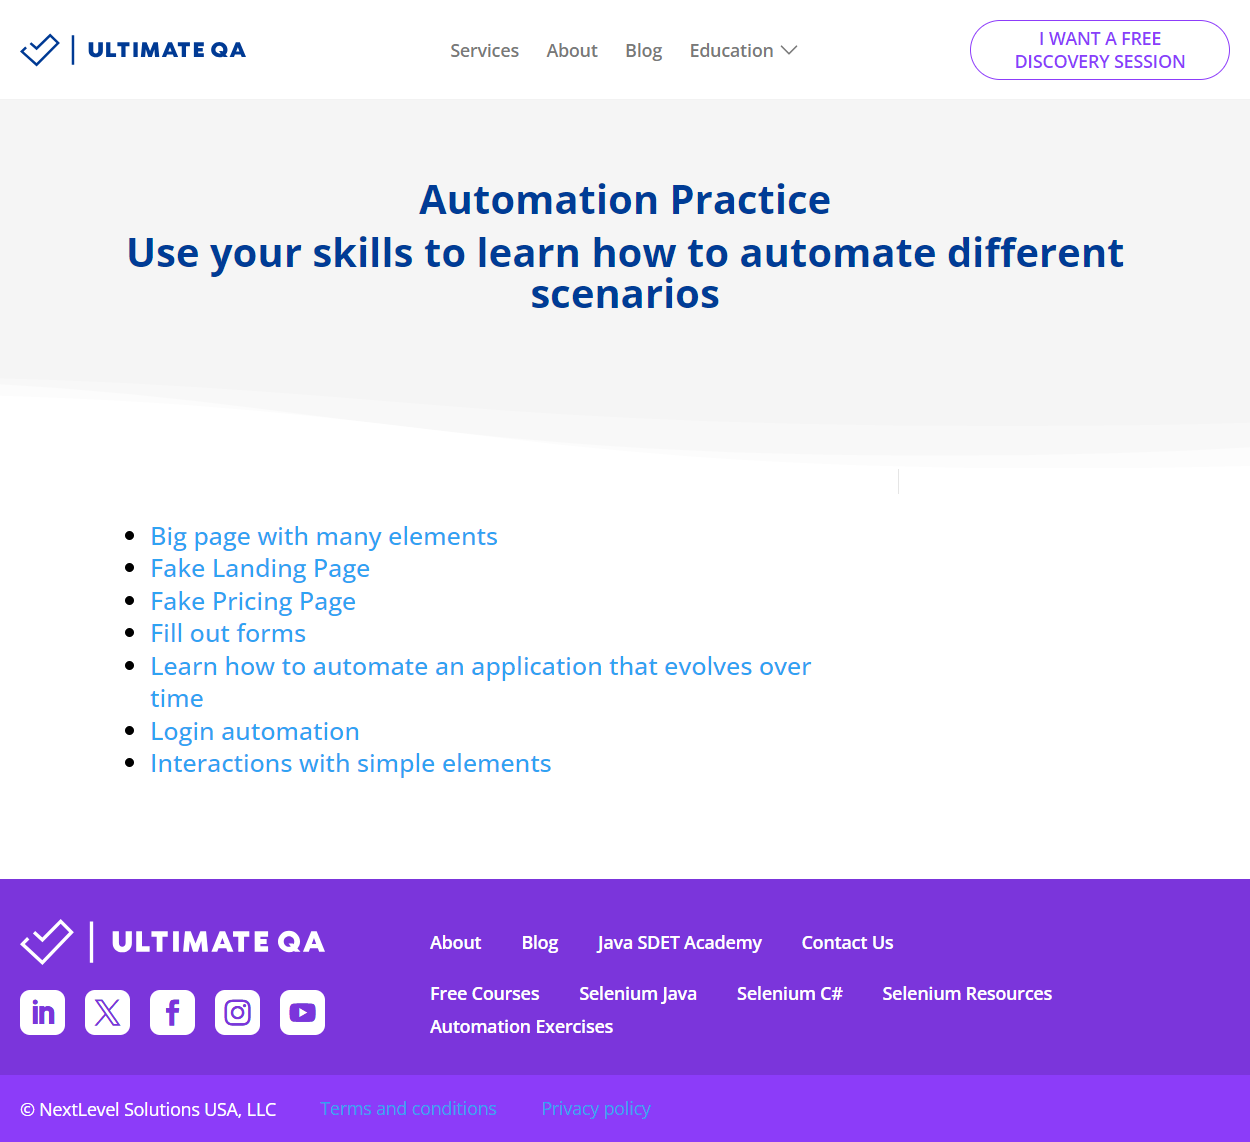 ULTIMATE QA
Services About Blog Education
I WANT A FREE
DISCOVERY SESSION
Automation Practice
Use your skills to learn how to automate different
scenarios
Big page with many elements
Fake Landing Page
Fake Pricing Page
Fill out forms
Learn how to automate an application that evolves over
time
Login automation
Interactions with simple elements
ULTIMATE QA
About Blog Java SDET Academy Contact Us
Free Courses Selenium Java Selenium C# Selenium Resources
Automation Exercises
© NextLevel Solutions USA, LLC Terms and conditions Privacy policy